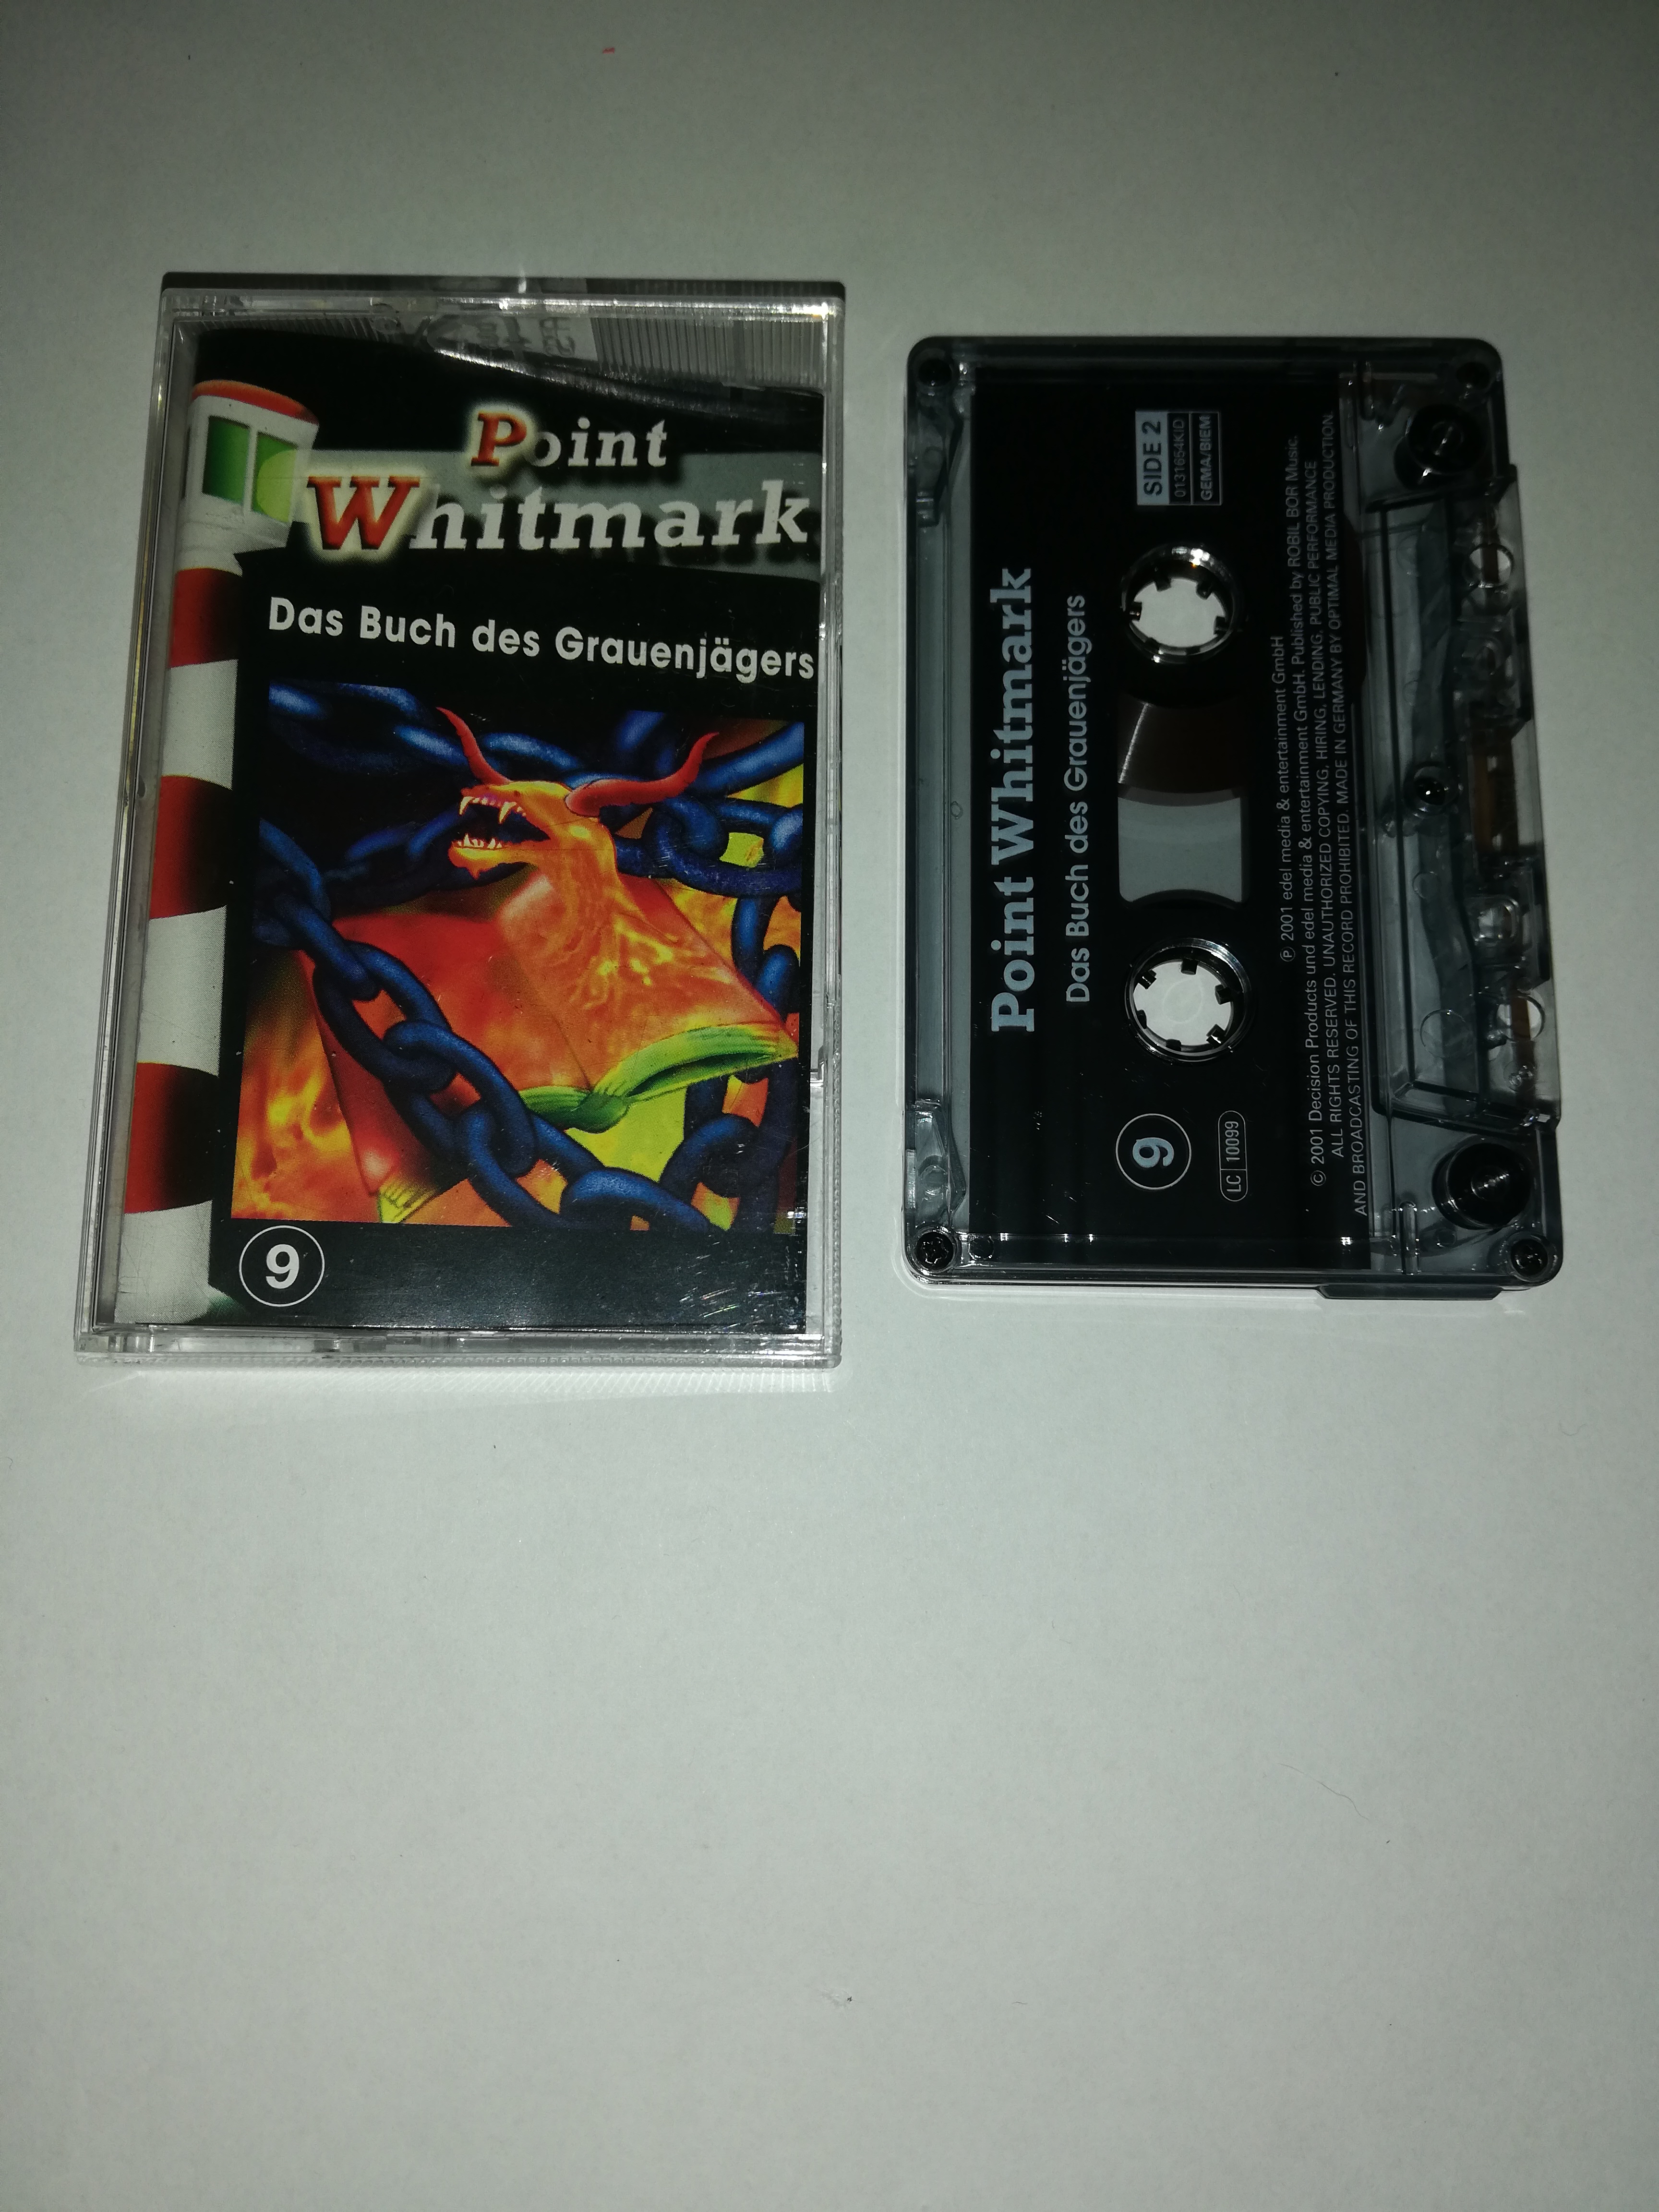 Point
Whitmark
Das Buch des Grauenjägers
9
Point Whitmark
Das Buch des Grauenjägers
9
LC 10099
SIDE 2
0131654KID
GEMA/BIEM
℗ 2001 edel media & entertainment GmbH
© 2001 Decision Products und edel media & entertainment GmbH. Published by ROBIL BOR Music.
ALL RIGHTS RESERVED. UNAUTHORIZED COPYING, HIRING, LENDING, PUBLIC PERFORMANCE
AND BROADCASTING OF THIS RECORD PROHIBITED. MADE IN GERMANY BY OPTIMAL MEDIA PRODUCTION.